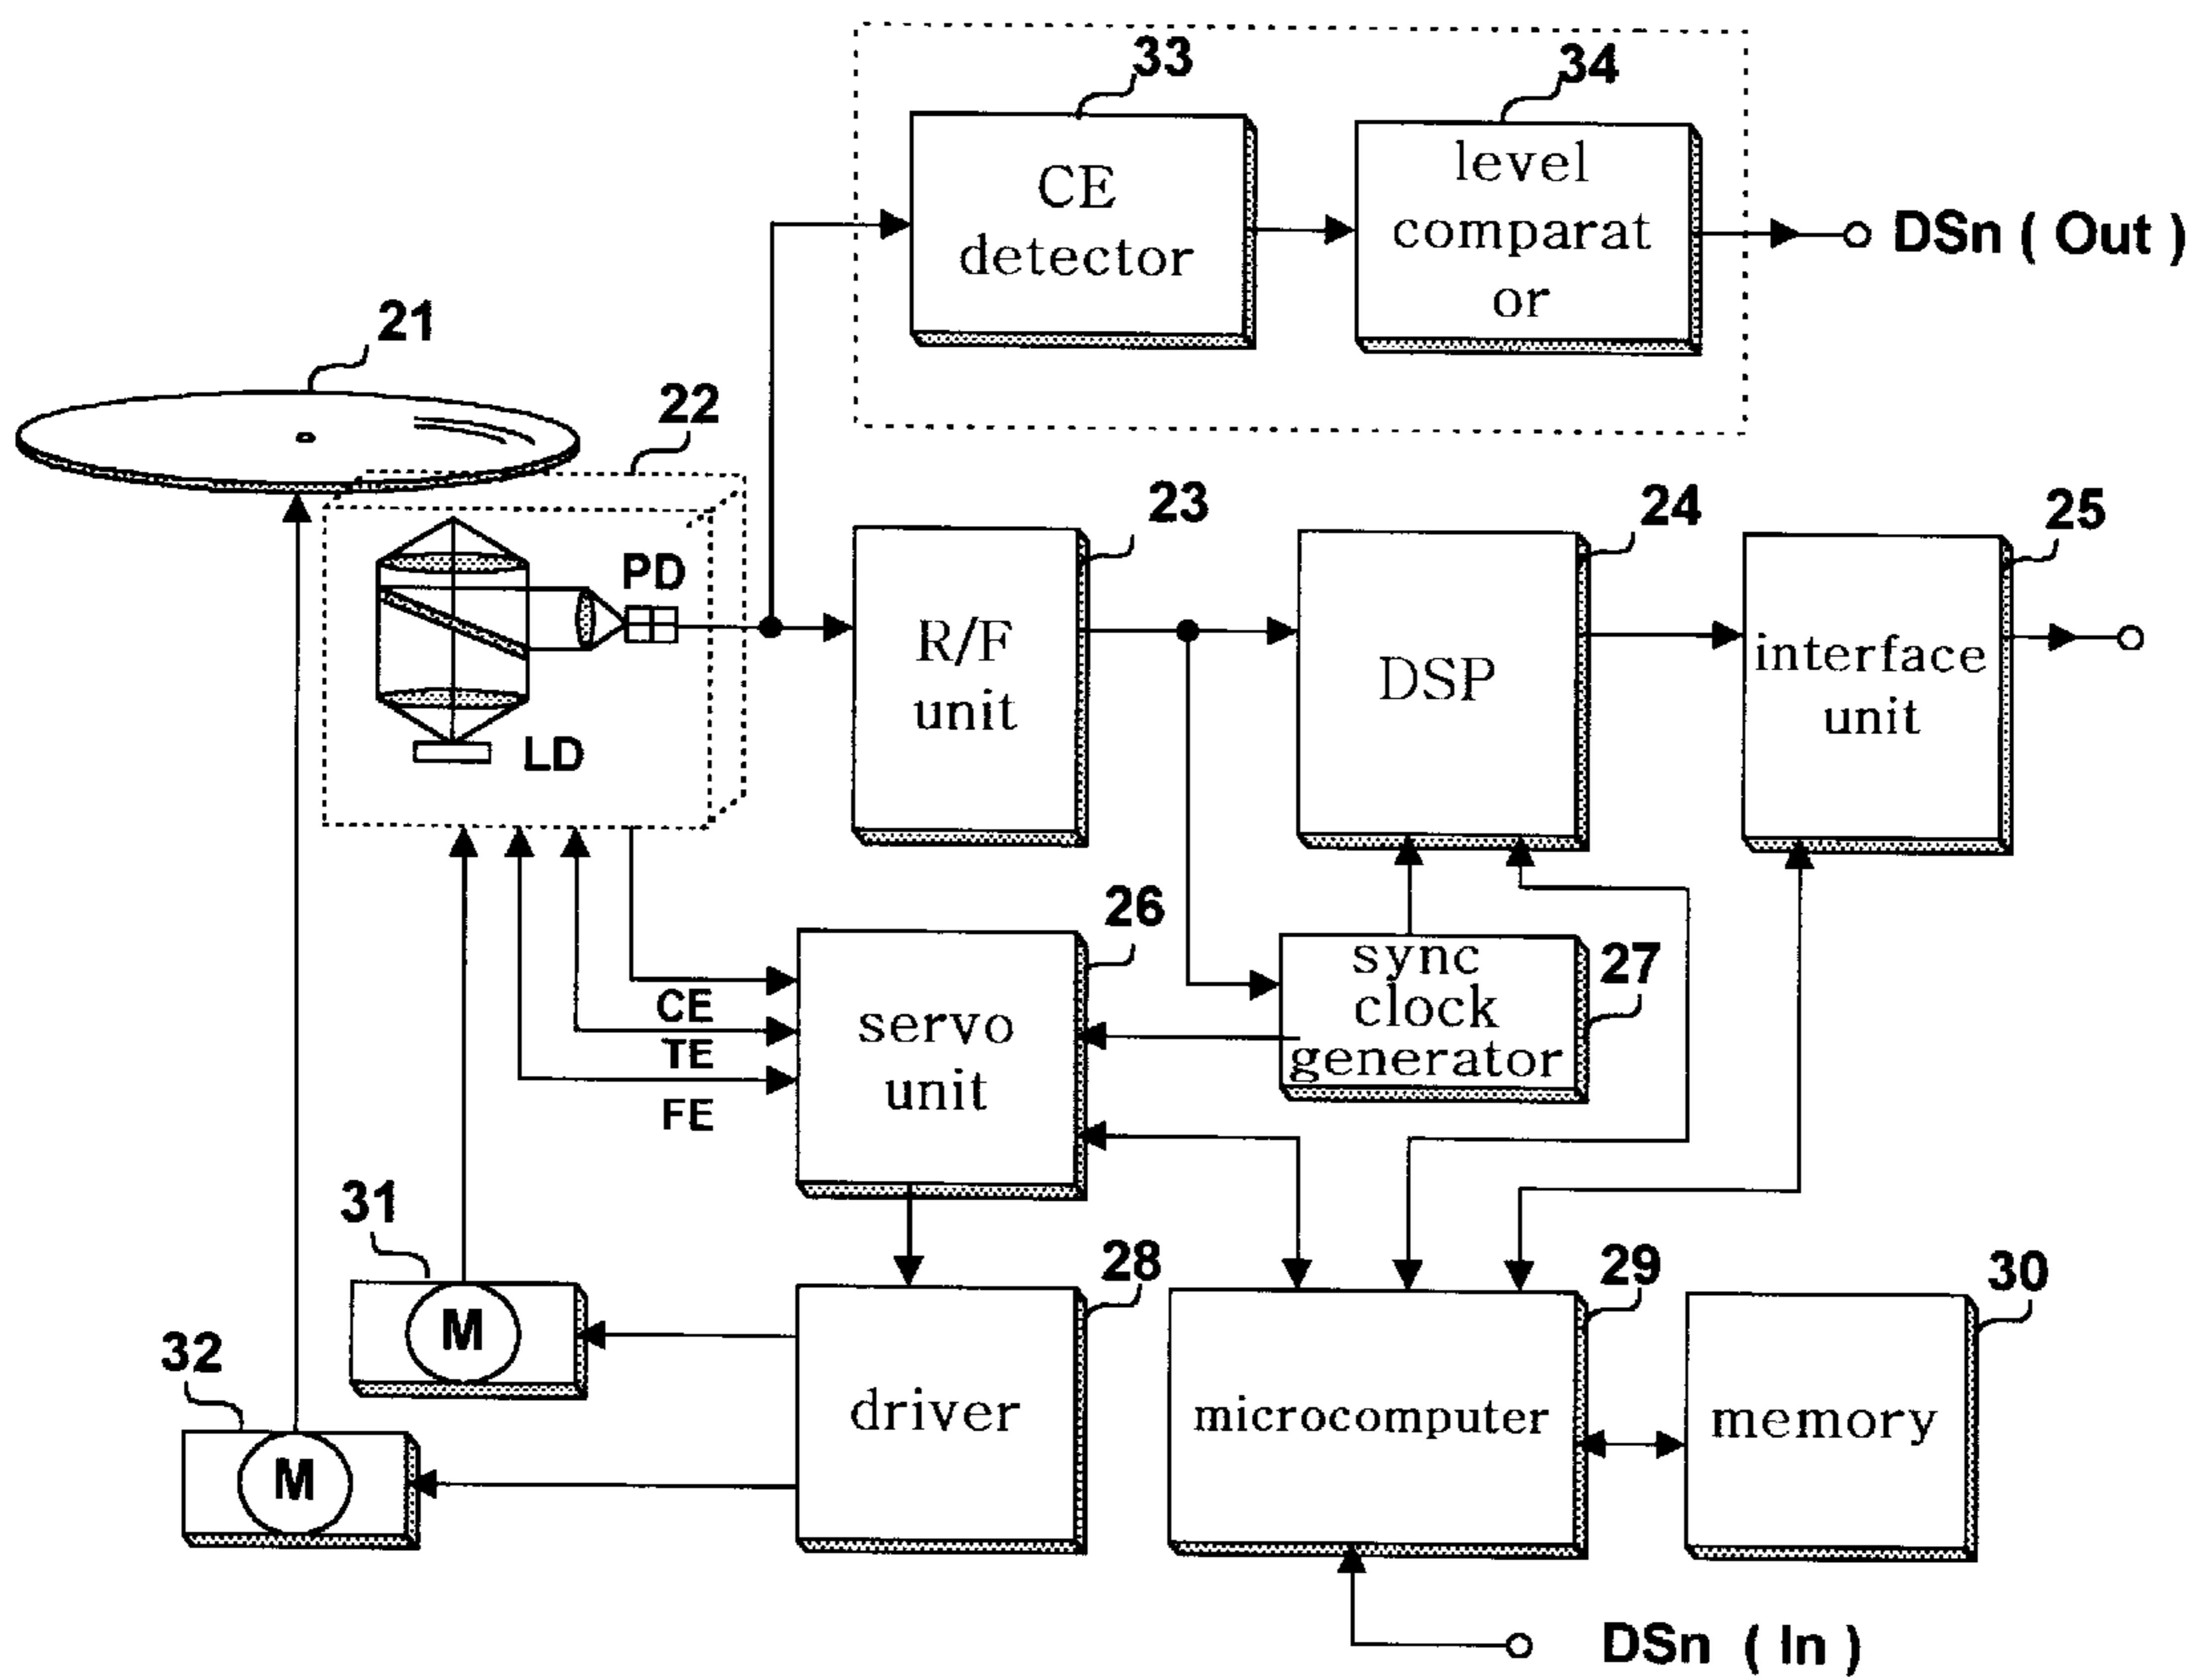 33
34
CE
detector
level
comparat
or
DSn ( Out )
21
22
23
24
25
PD
LD
R/F
unit
DSP
interface
unit
26
27
CE
TE
FE
servo
unit
sync
clock
generator
31
32
28
29
30
M
M
driver
microcomputer
memory
DSn ( In )